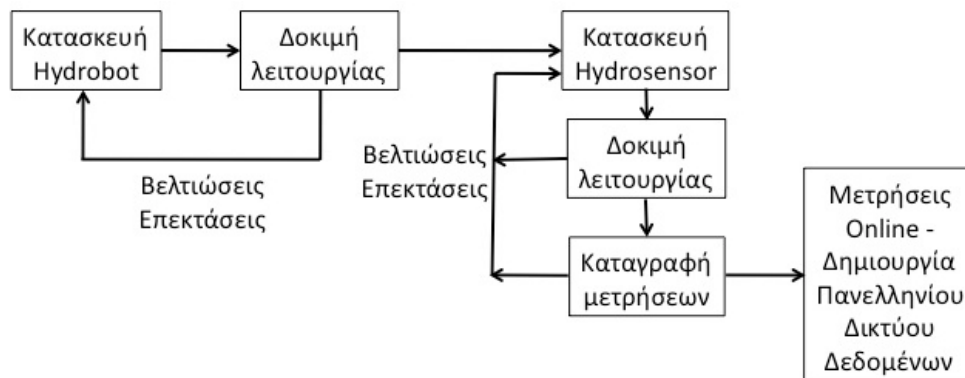 Κατασκευή
Hydrobot
Δοκιμή
λειτουργίας
Κατασκευή
Hydrosensor
Βελτιώσεις
Επεκτάσεις
Βελτιώσεις
Επεκτάσεις
Δοκιμή
λειτουργίας
Καταγραφή
μετρήσεων
Μετρήσεις
Online -
Δημιουργία
Πανελληνίου
Δικτύου
Δεδομένων